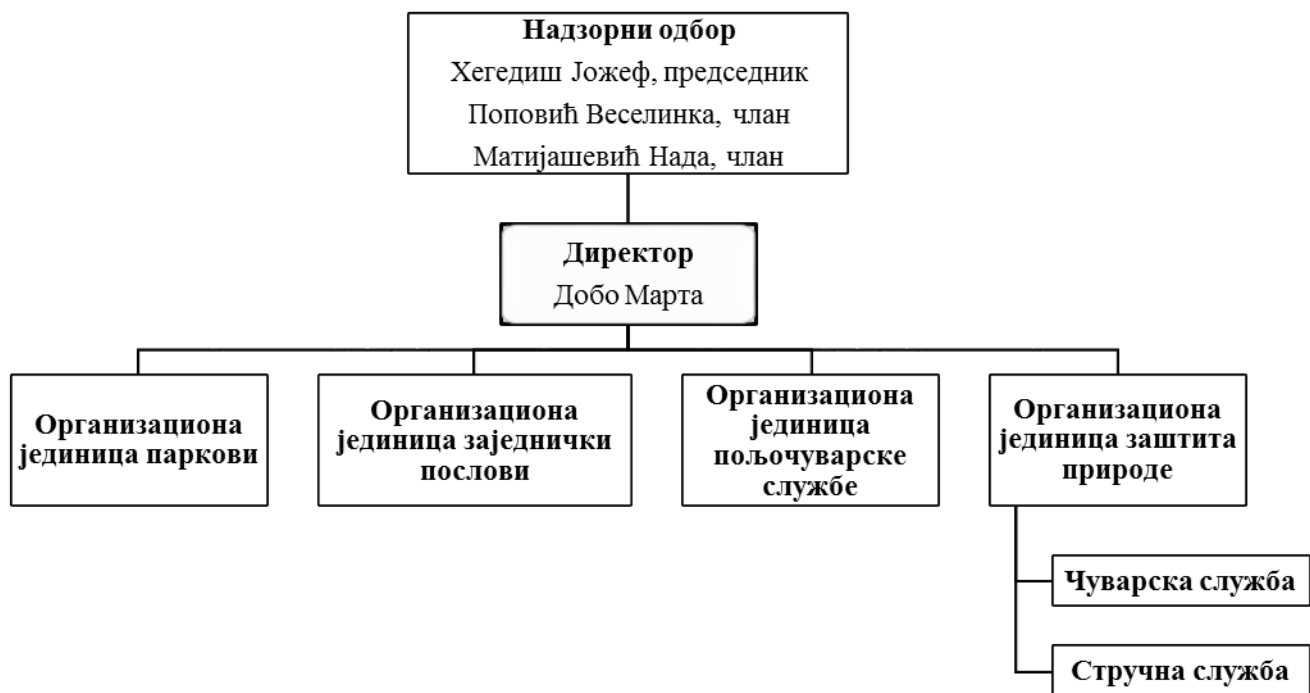 Надзорни одбор
Хегедиш Јожеф, председник
Поповић Веселинка, члан
Матијашевић Нада, члан
Директор
Добо Марта
Организациона
јединица паркови
Организациона
јединица заједнички
послови
Организациона
јединица
пољочуварске
службе
Организациона
јединица заштита
природе
Чуварска служба
Стручна служба